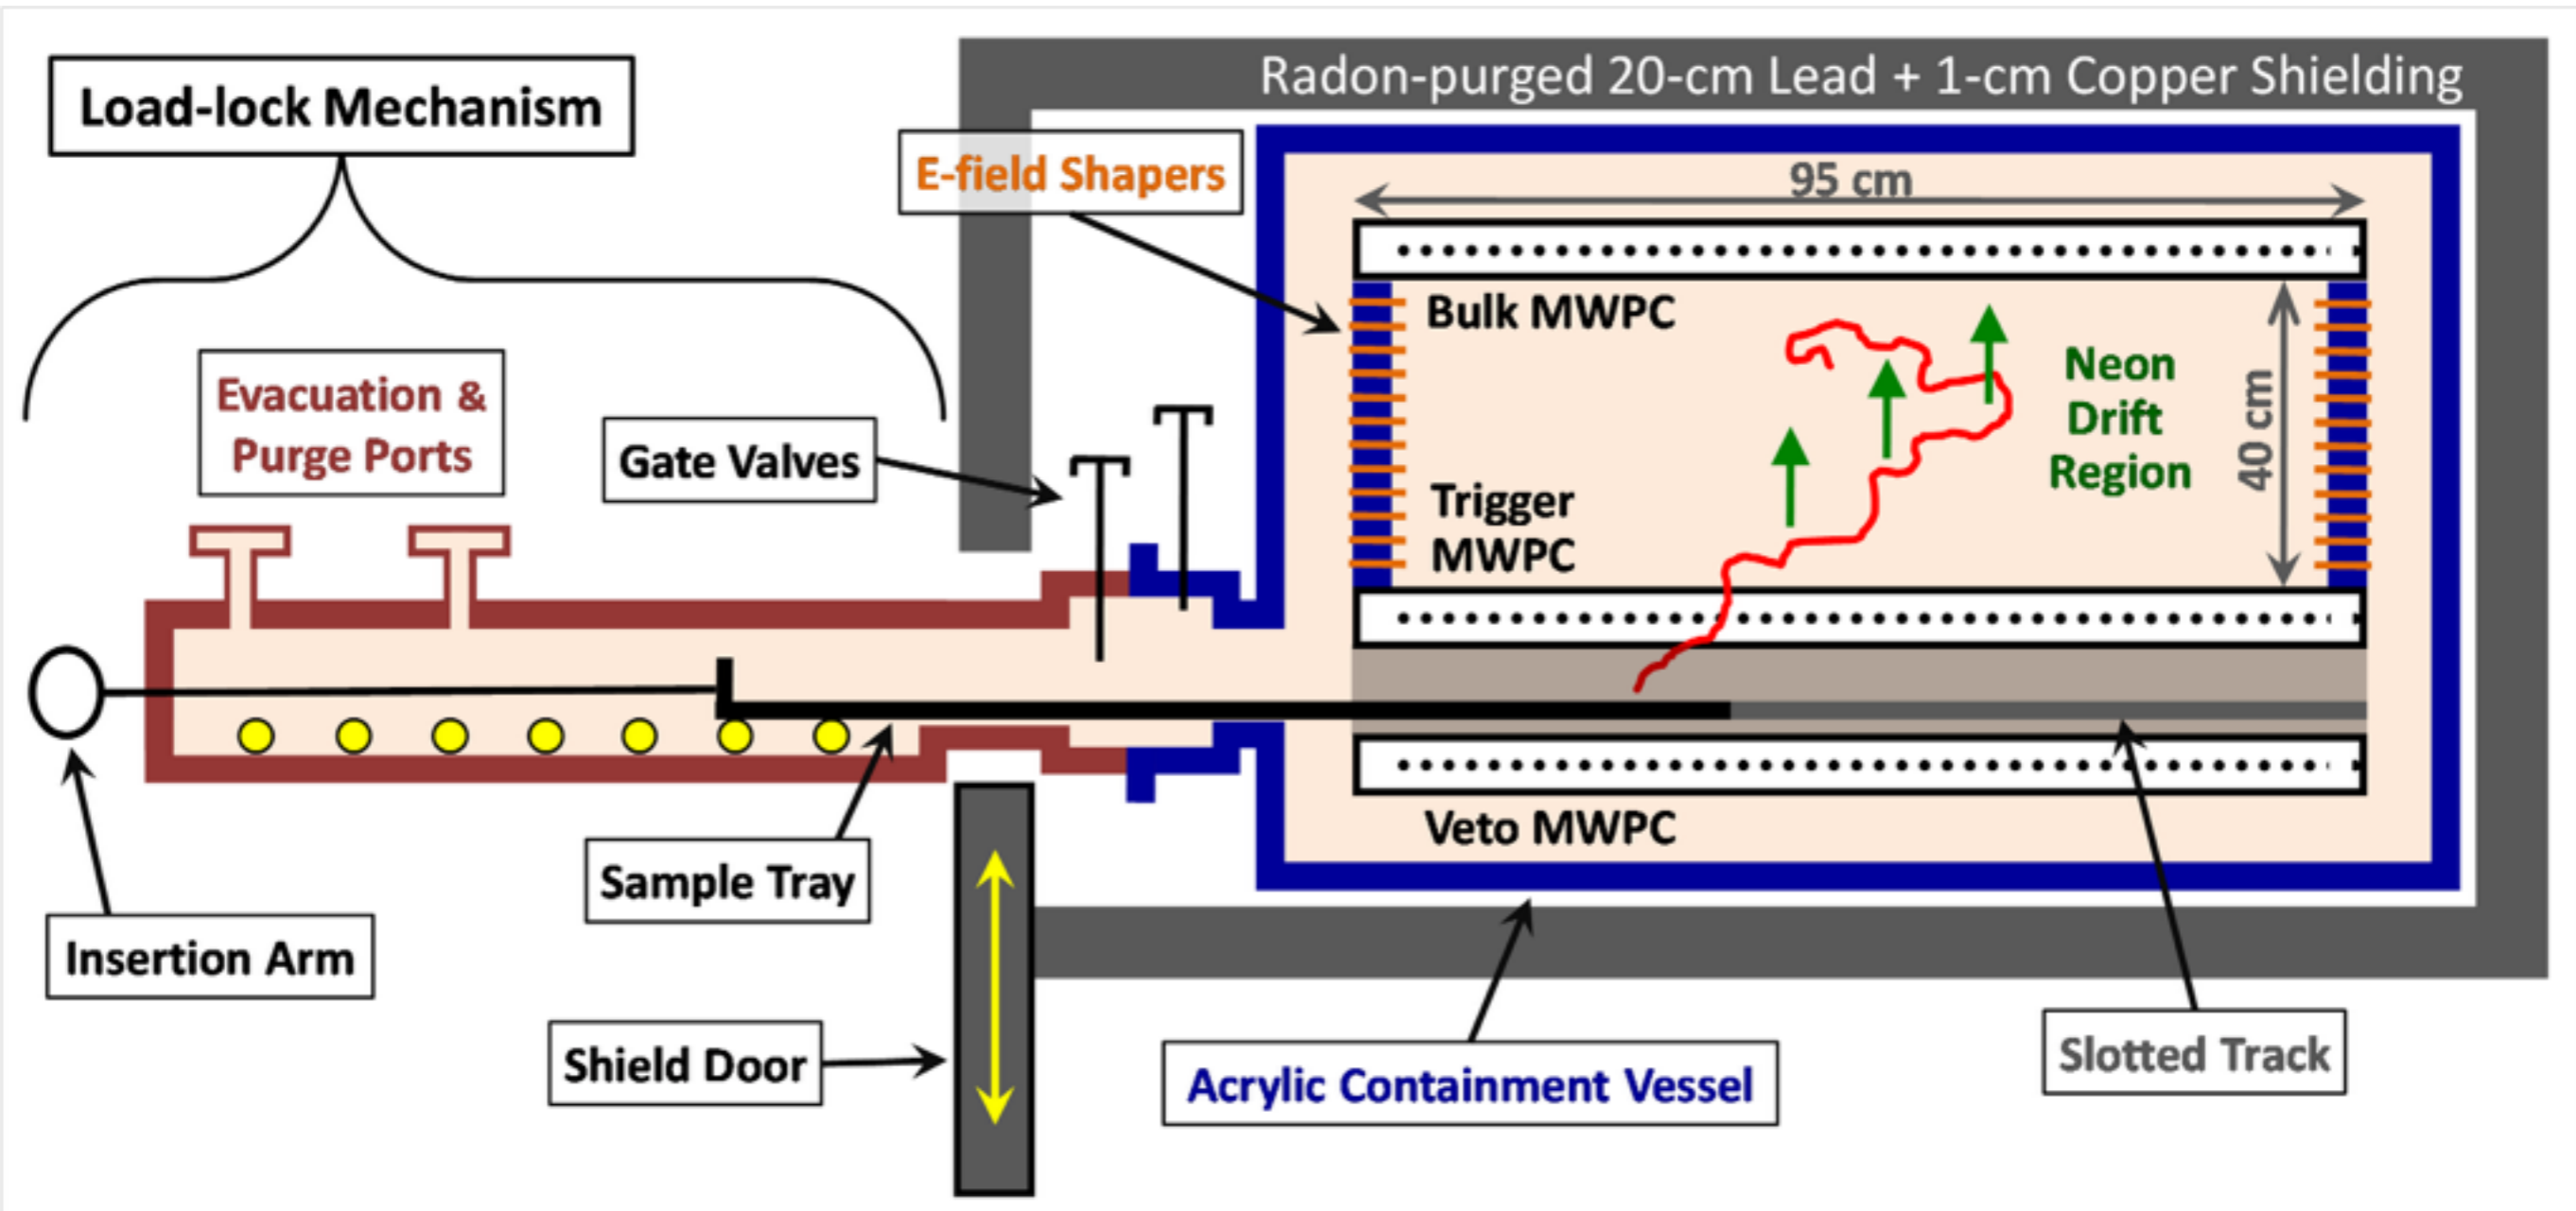 Radon-purged 20-cm Lead + 1-cm Copper Shielding
Load-lock Mechanism
E-field Shapers
95 cm
Bulk MWPC
Evacuation &
Purge Ports
Gate Valves
Neon
Drift
Region
40 cm
Trigger
MWPC
Veto MWPC
Sample Tray
Insertion Arm
Shield Door
Acrylic Containment Vessel
Slotted Track